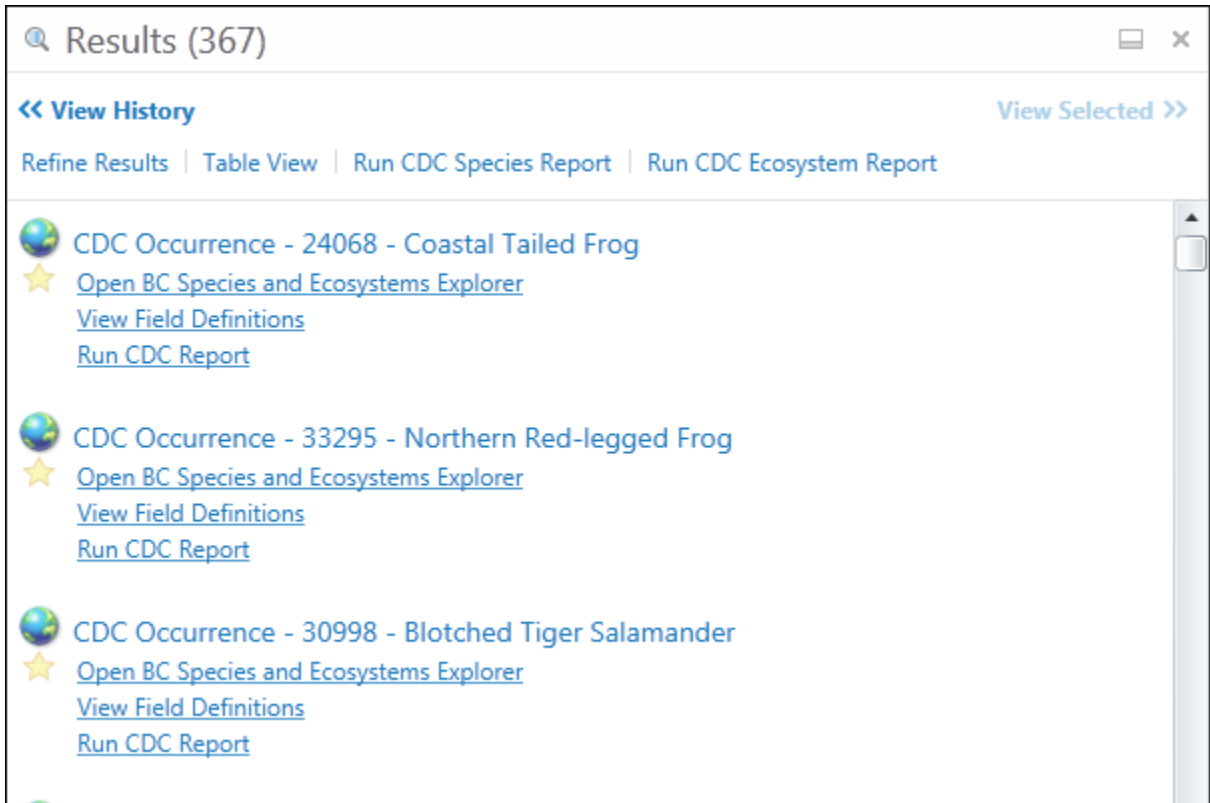 Results (367)
<< View History
View Selected >>
Refine Results | Table View | Run CDC Species Report | Run CDC Ecosystem Report
CDC Occurrence - 24068 - Coastal Tailed Frog
Open BC Species and Ecosystems Explorer
View Field Definitions
Run CDC Report
CDC Occurrence - 33295 - Northern Red-legged Frog
Open BC Species and Ecosystems Explorer
View Field Definitions
Run CDC Report
CDC Occurrence - 30998 - Blotched Tiger Salamander
Open BC Species and Ecosystems Explorer
View Field Definitions
Run CDC Report